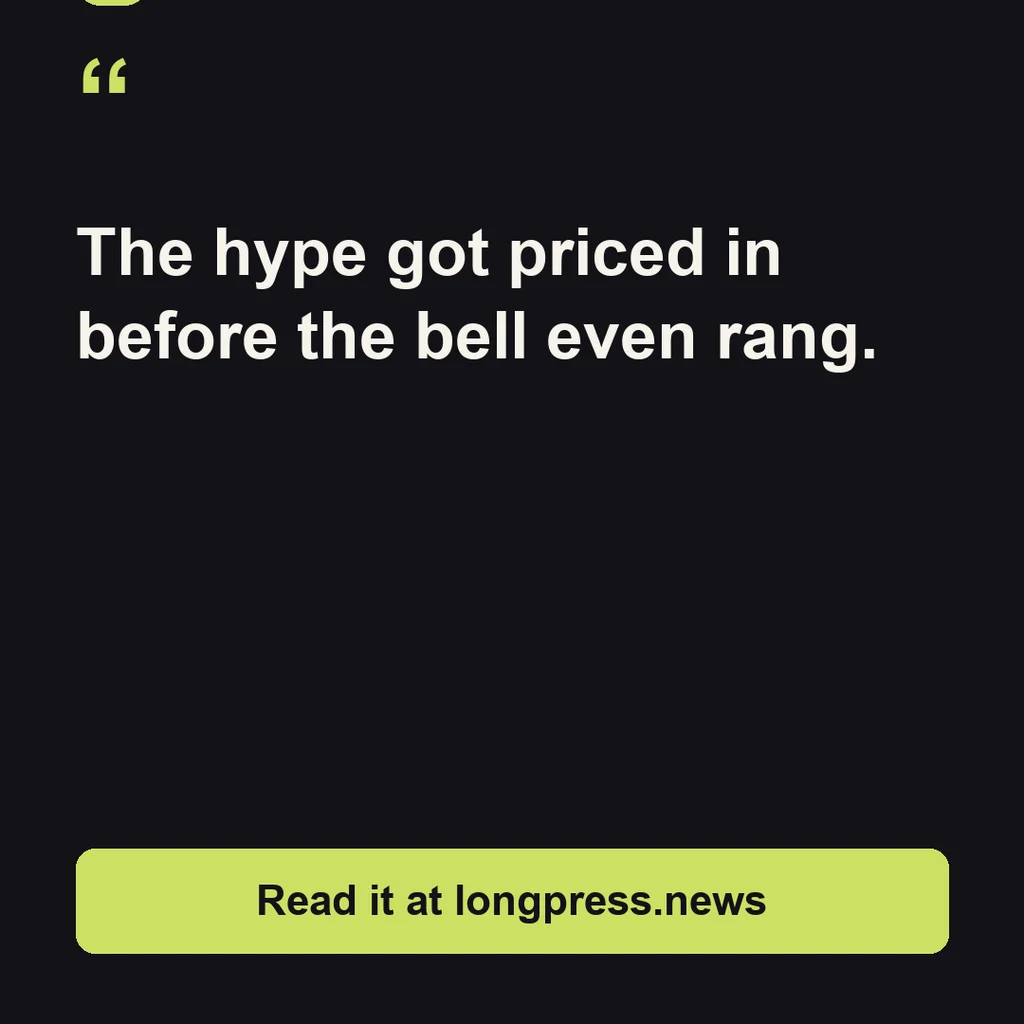 “
The hype got priced in
before the bell even rang.
Read it at longpress.news